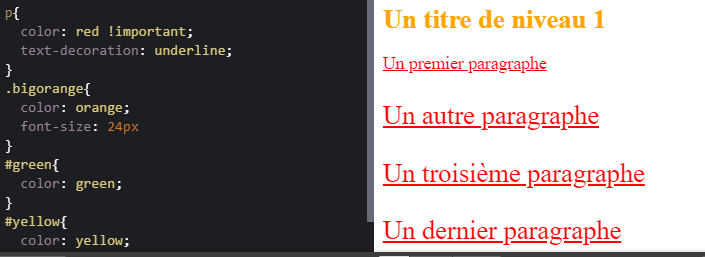 p{
color: red !important;
text-decoration: underline;
}
.bigorange{
color: orange;
font-size: 24px
}
#green{
color: green;
}
#yellow{
color: yellow;
Un titre de niveau 1
Un premier paragraphe
Un autre paragraphe
Un troisième paragraphe
Un dernier paragraphe